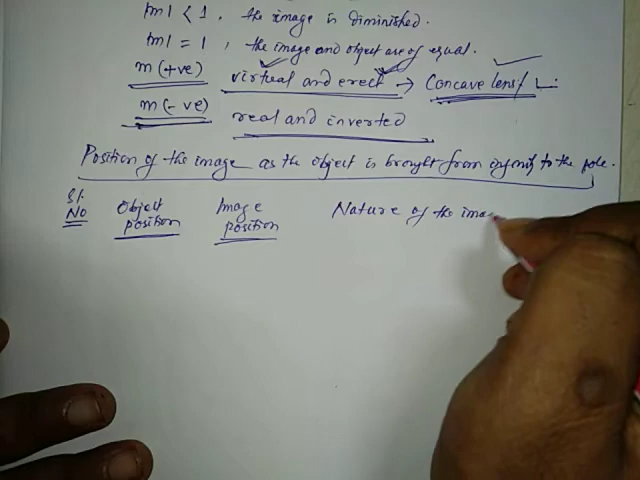 |m| < 1, the image is diminished.
|m| = 1, the image and object are of equal.
m (+ve) virtual and erect → Concave lens/
m (- ve) real and inverted
Position of the image as the object is brought from infinity to the pole.
Sl. No Object position Image position Nature of the ima